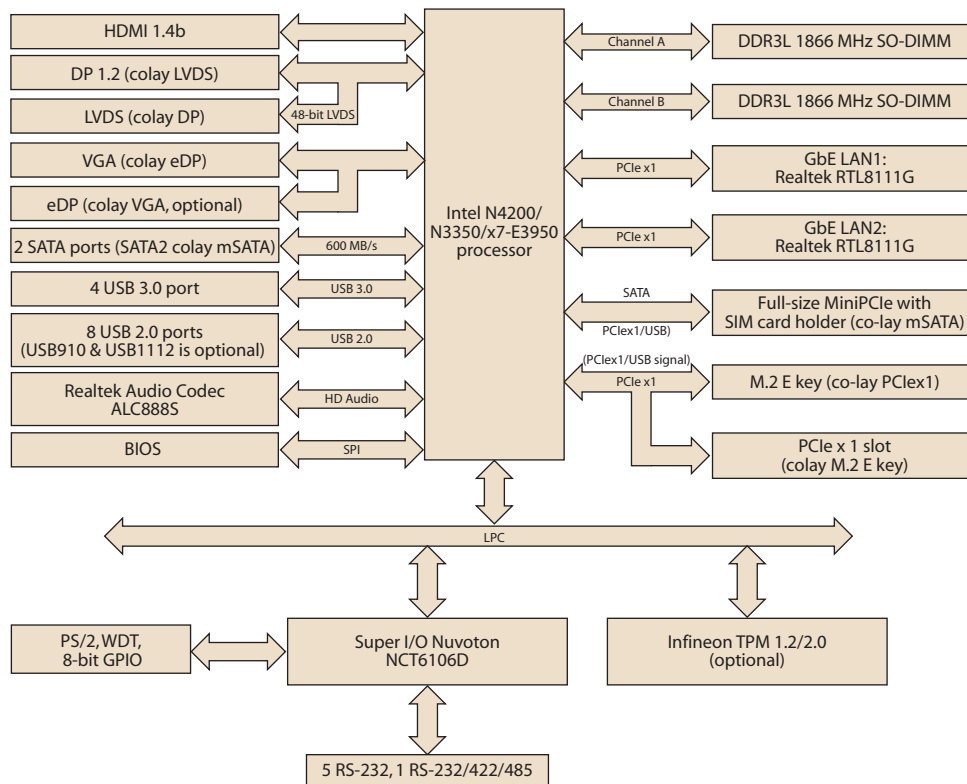 HDMI 1.4b
DP 1.2 (colay LVDS)
LVDS (colay DP)
48-bit LVDS
VGA (colay eDP)
eDP (colay VGA, optional)
2 SATA ports (SATA2 colay mSATA)
600 MB/s
4 USB 3.0 port
USB 3.0
8 USB 2.0 ports
(USB910 & USB1112 is optional)
USB 2.0
Realtek Audio Codec
ALC888S
HD Audio
BIOS
SPI
Intel N4200/
N3350/x7-E3950
processor
Channel A
DDR3L 1866 MHz SO-DIMM
Channel B
DDR3L 1866 MHz SO-DIMM
PCIe x1
GbE LAN1:
Realtek RTL8111G
PCIe x1
GbE LAN2:
Realtek RTL8111G
SATA
PCIex1/USB)
Full-size MiniPCIe with
SIM card holder (co-lay mSATA)
(PCIex1/USB signal)
PCIe x1
M.2 E key (co-lay PCIex1)
PCIe x 1 slot
(colay M.2 E key)
LPC
PS/2, WDT,
8-bit GPIO
Super I/O Nuvoton
NCT6106D
Infineon TPM 1.2/2.0
(optional)
5 RS-232, 1 RS-232/422/485